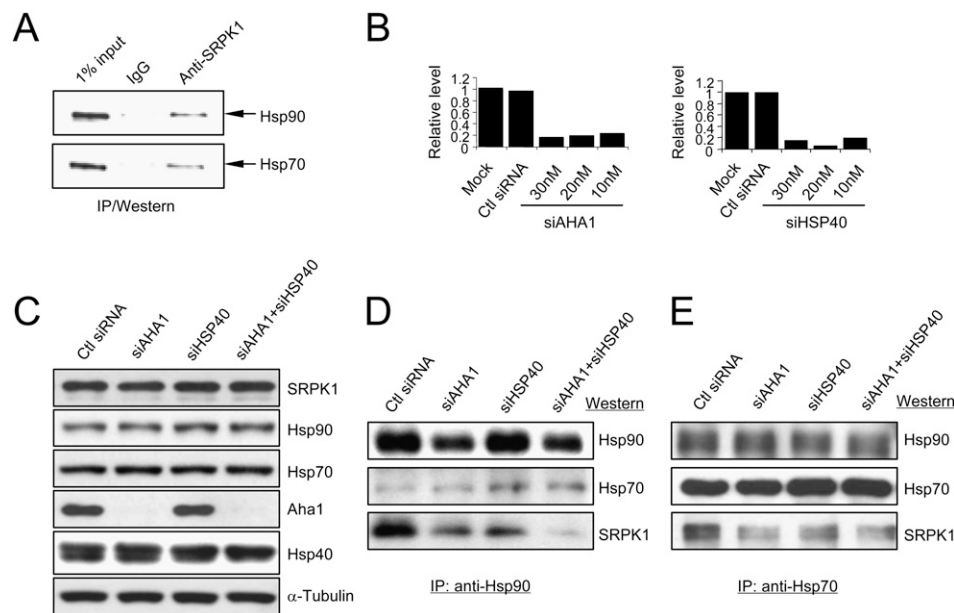 A
1% input
IgG
Anti-SRPK1
Hsp90
Hsp70
IP/Western
B
Relative level
1.2
1
0.8
0.6
0.4
0.2
0
Mock
Ctl siRNA
30nM
20nM
10nM
siAHA1
Relative level
1.2
1
0.8
0.6
0.4
0.2
0
Mock
Ctl siRNA
30nM
20nM
10nM
siHSP40
C
Ctl siRNA
siAHA1
siHSP40
siAHA1+siHSP40
SRPK1
Hsp90
Hsp70
Aha1
Hsp40
α-Tubulin
D
Ctl siRNA
siAHA1
siHSP40
siAHA1+siHSP40
Western
Hsp90
Hsp70
SRPK1
IP: anti-Hsp90
E
Ctl siRNA
siAHA1
siHSP40
siAHA1+siHSP40
Western
Hsp90
Hsp70
SRPK1
IP: anti-Hsp70